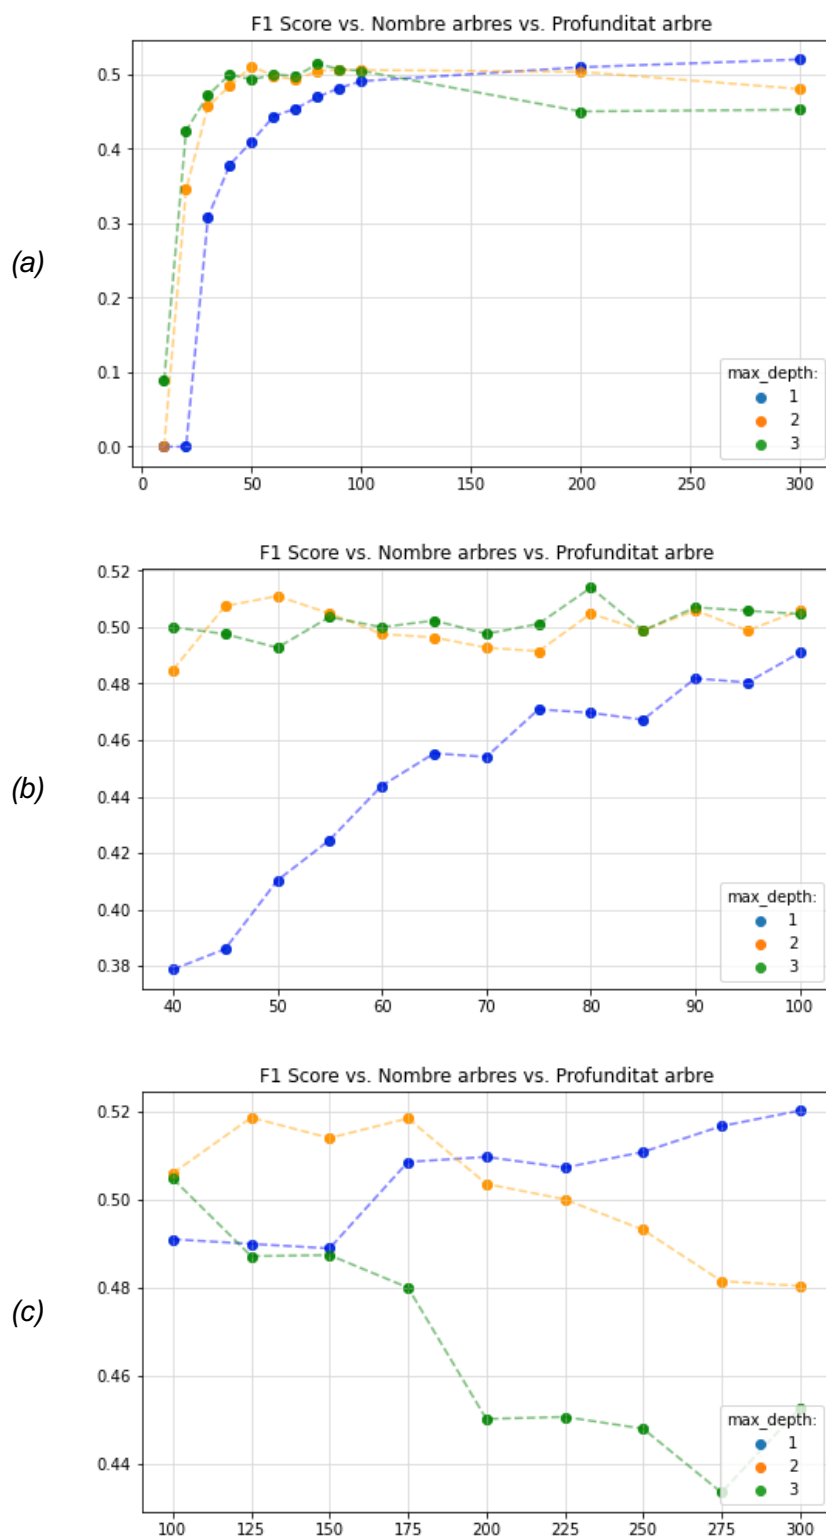 F1 Score vs. Nombre arbres vs. Profunditat arbre
0.5
0.4
0.3
0.2
0.1
0.0
(a)
max_depth:
1
2
3
0 50 100 150 200 250 300
F1 Score vs. Nombre arbres vs. Profunditat arbre
0.52
0.50
0.48
0.46
0.44
0.42
0.40
0.38
(b)
max_depth:
1
2
3
40 50 60 70 80 90 100
F1 Score vs. Nombre arbres vs. Profunditat arbre
0.52
0.50
0.48
0.46
0.44
(c)
max_depth:
1
2
3
100 125 150 175 200 225 250 275 300